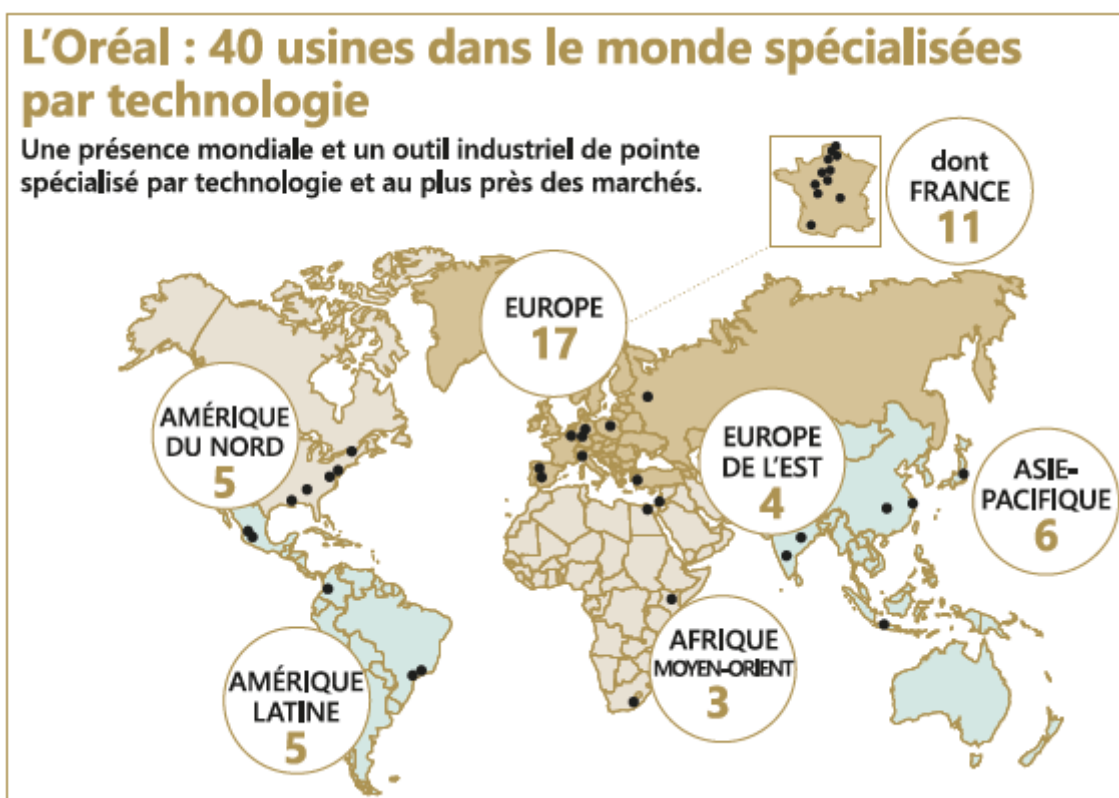 L'Oréal : 40 usines dans le monde spécialisées
par technologie
Une présence mondiale et un outil industriel de pointe
spécialisé par technologie et au plus près des marchés.
dont
FRANCE
11
EUROPE
17
AMÉRIQUE
DU NORD
5
EUROPE
DE L'EST
4
ASIE-
PACIFIQUE
6
AMÉRIQUE
LATINE
5
AFRIQUE
MOYEN-ORIENT
3